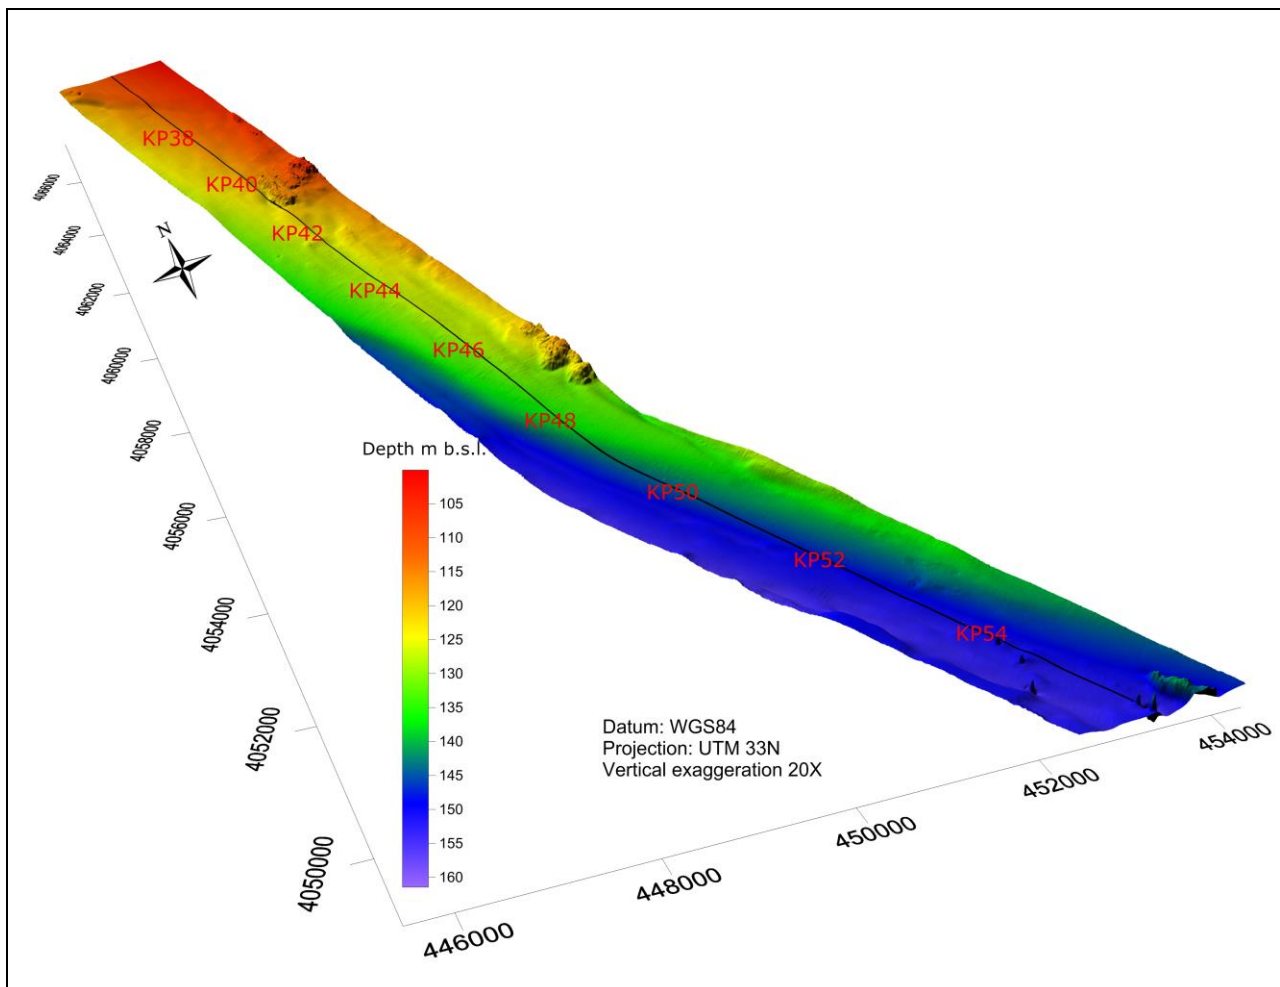 KP38
4066000
KP40
N
KP42
4064000
KP44
4062000
KP46
4060000
KP48
4058000
Depth m b.s.l.
KP50
105
4056000
110
115
KP52
120
4054000
125
130
KP54
135
4052000
140
145
150
155
160
Datum: WGS84
Projection: UTM 33N
Vertical exaggeration 20X
4050000
454000
452000
450000
448000
446000